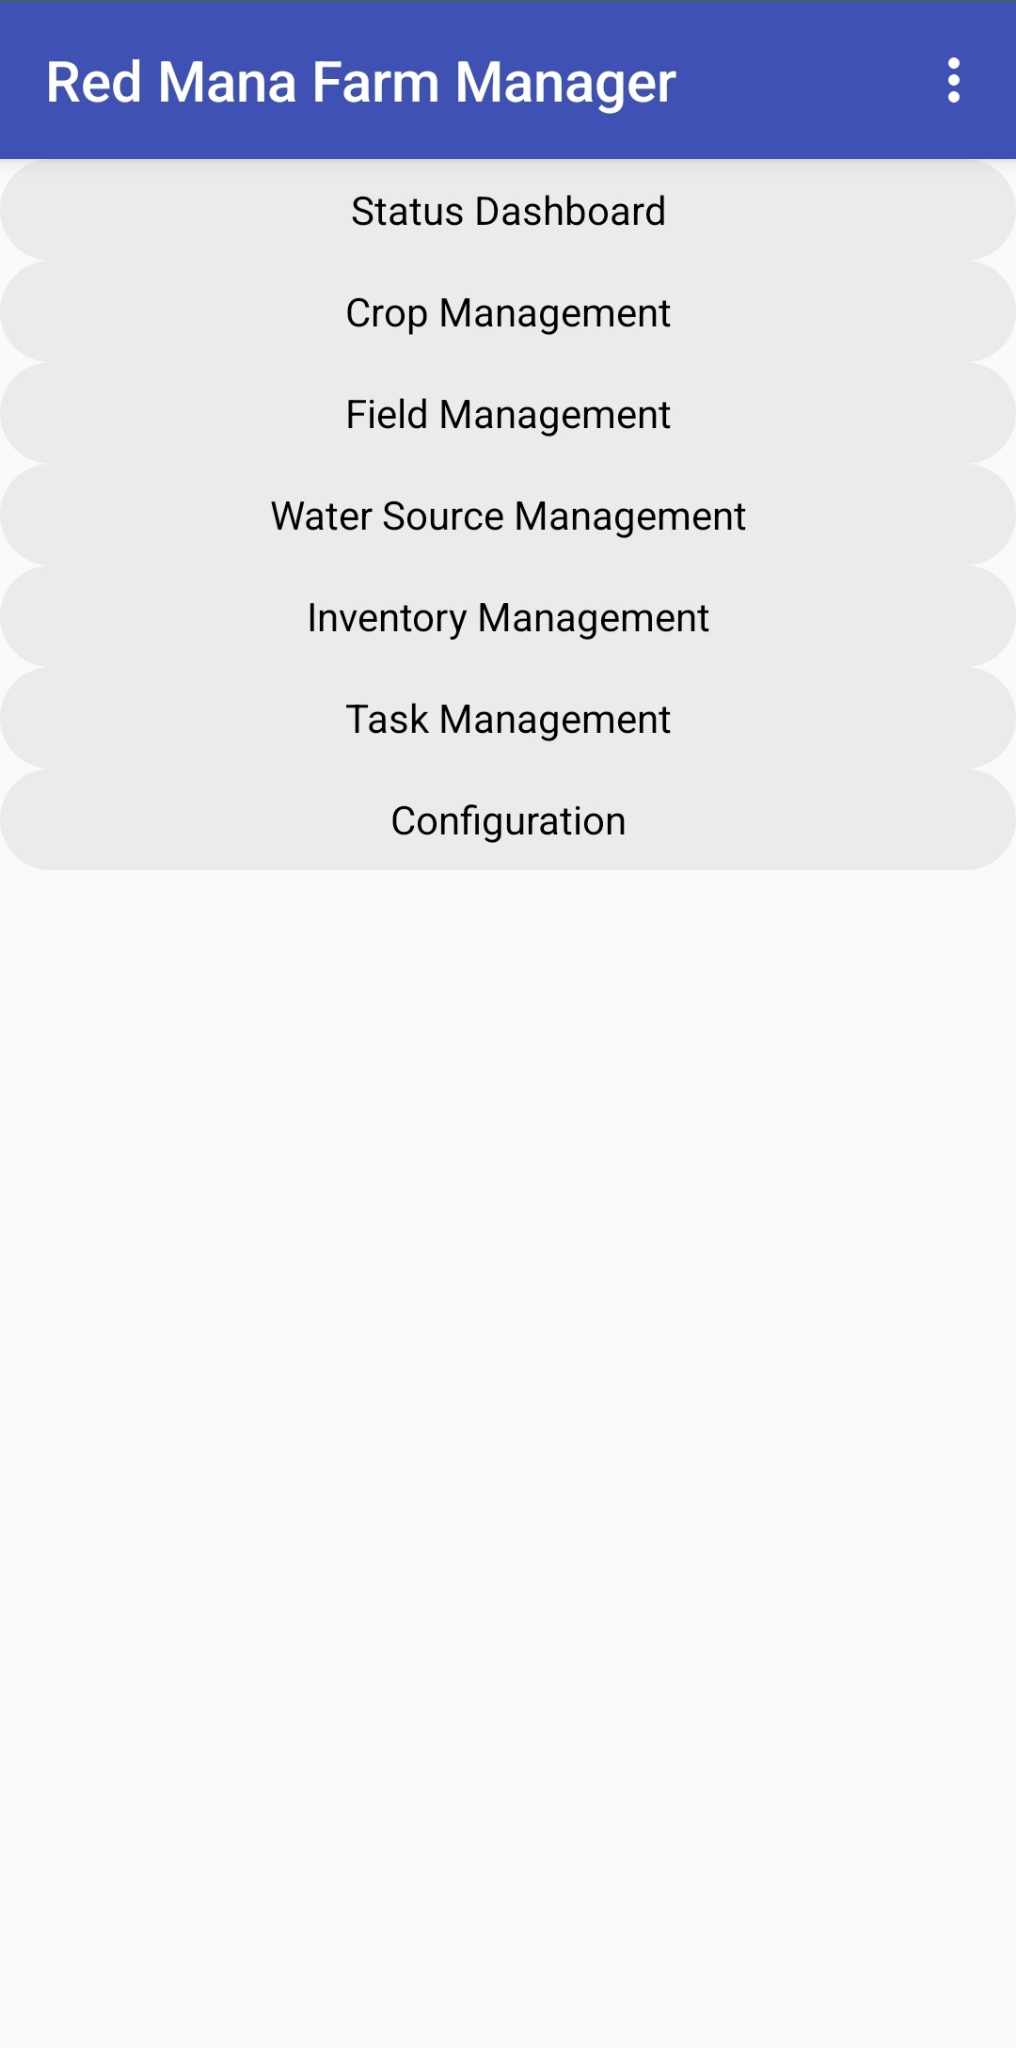 Red Mana Farm Manager
Status Dashboard
Crop Management
Field Management
Water Source Management
Inventory Management
Task Management
Configuration